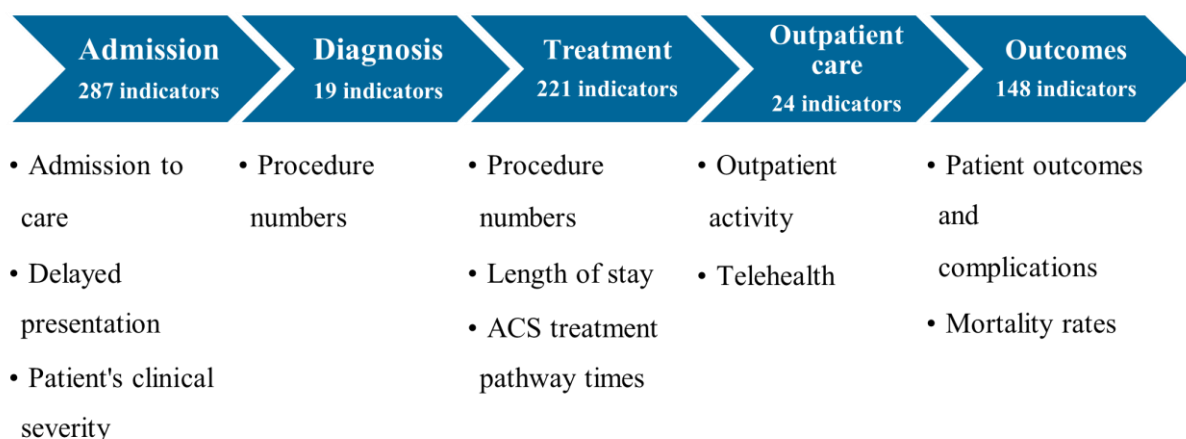 Admission
287 indicators
Diagnosis
19 indicators
Treatment
221 indicators
Outpatient
care
24 indicators
Outcomes
148 indicators
• Admission to
care
• Delayed
presentation
• Patient's clinical
severity
• Procedure
numbers
• Procedure
numbers
• Length of stay
• ACS treatment
pathway times
• Outpatient
activity
• Telehealth
• Patient outcomes
and
complications
• Mortality rates